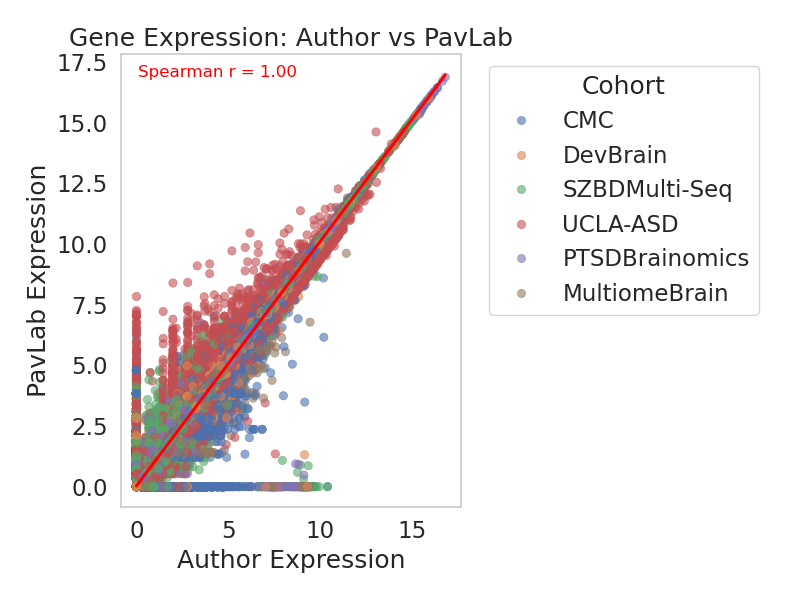 Gene Expression: Author vs PavLab
Spearman r = 1.00
PavLab Expression
17.5
15.0
12.5
10.0
7.5
5.0
2.5
0.0
0
5
10
15
Author Expression
Cohort
CMC
DevBrain
SZBDMulti-Seq
UCLA-ASD
PTSDBrainomics
MultiomeBrain